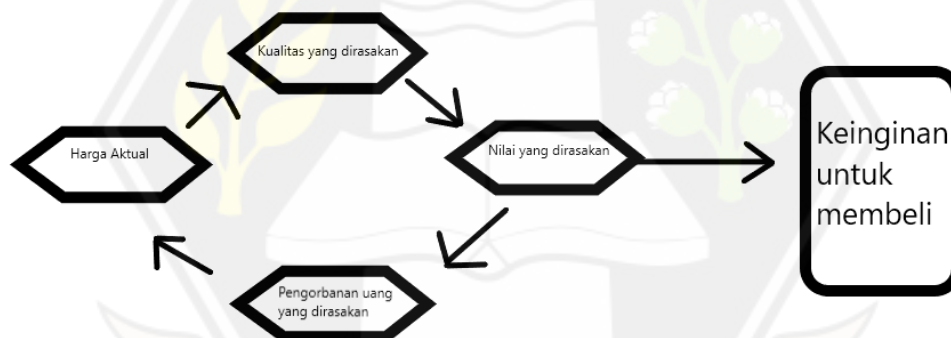 Kualitas yang dirasakan
Harga Aktual
Nilai yang dirasakan
Keinginan
untuk
membeli
Pengorbanan uang
yang dirasakan